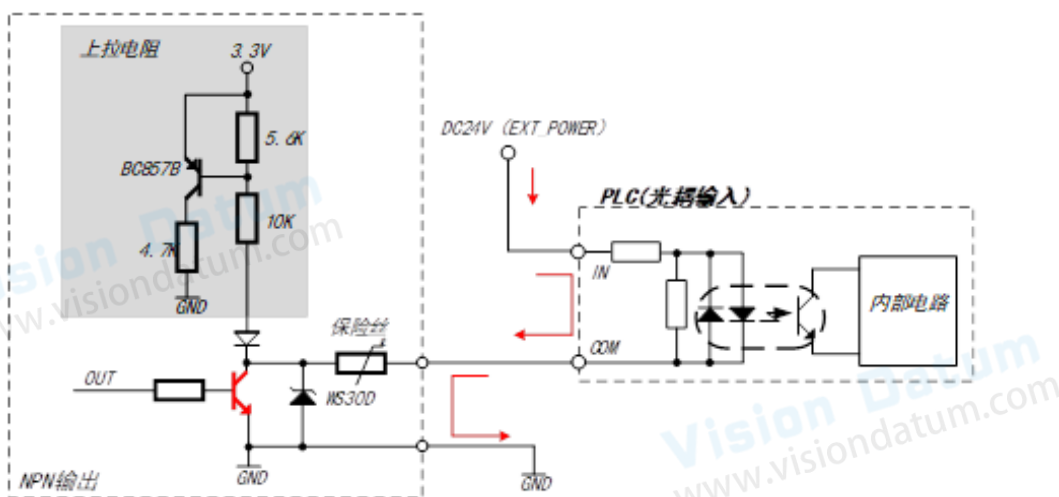 上拉电阻
3.3V
5.6K
BC857B
10K
4.7K
GND
DC24V (EXT_POWER)
PLC(光耦输入)
IN
内部电路
COM
保险丝
OUT
WS30D
GND
GND
NPN输出
Vision Datum
www.visiondatum.com
Vision Datum
www.visiondatum.com